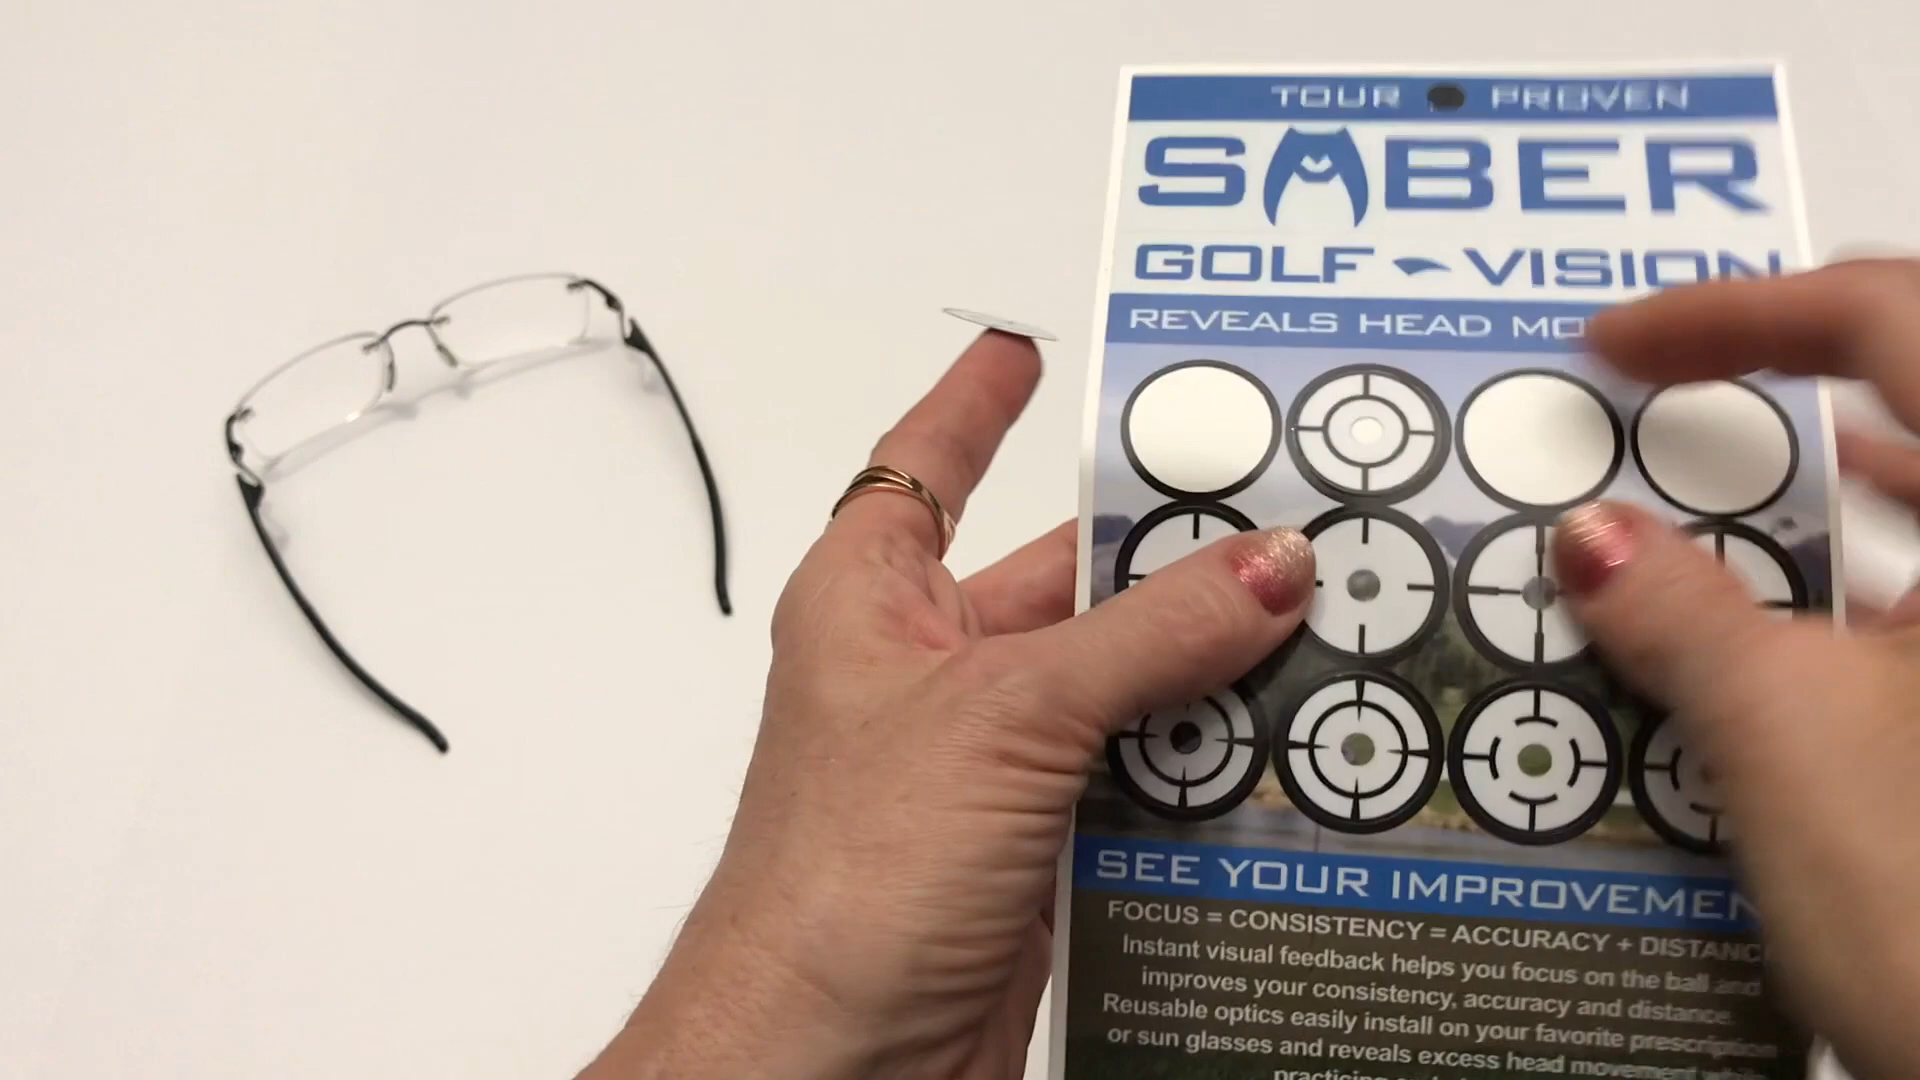 TOUR PROVEN
SABER
GOLF VISION
REVEALS HEAD
SEE YOUR IMPROVEMEN
FOCUS = CONSISTENCY = ACCURACY + DISTANC
Instant visual feedback helps you focus on the ball and
improves your consistency, accuracy and distance.
Reusable optics easily install on your favorite prescription
or sun glasses and reveals excess head movement while
practicing